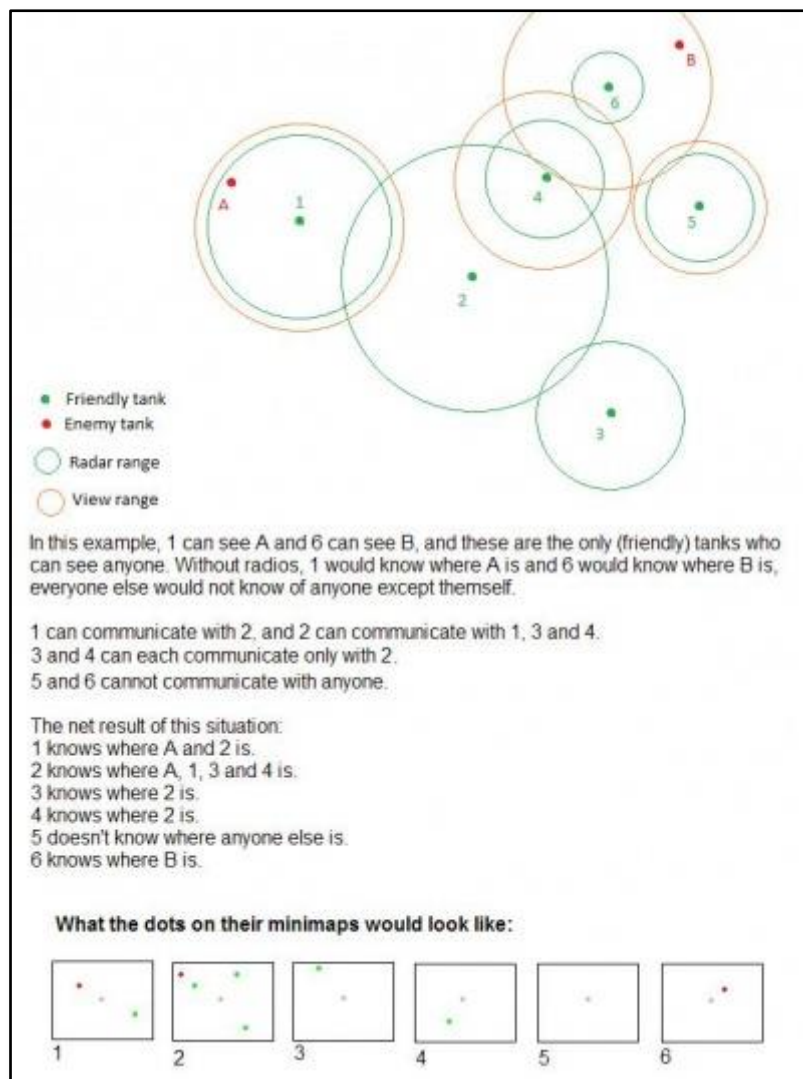 B
6
A
1
4
5
2
3
Friendly tank
Enemy tank
Radar range
View range
In this example, 1 can see A and 6 can see B, and these are the only (friendly) tanks who
can see anyone. Without radios, 1 would know where A is and 6 would know where B is,
everyone else would not know of anyone except themself.
1 can communicate with 2, and 2 can communicate with 1, 3 and 4.
3 and 4 can each communicate only with 2.
5 and 6 cannot communicate with anyone.
The net result of this situation:
1 knows where A and 2 is.
2 knows where A, 1, 3 and 4 is.
3 knows where 2 is.
4 knows where 2 is.
5 doesn't know where anyone else is.
6 knows where B is.
What the dots on their minimaps would look like:
1 2 3 4 5 6